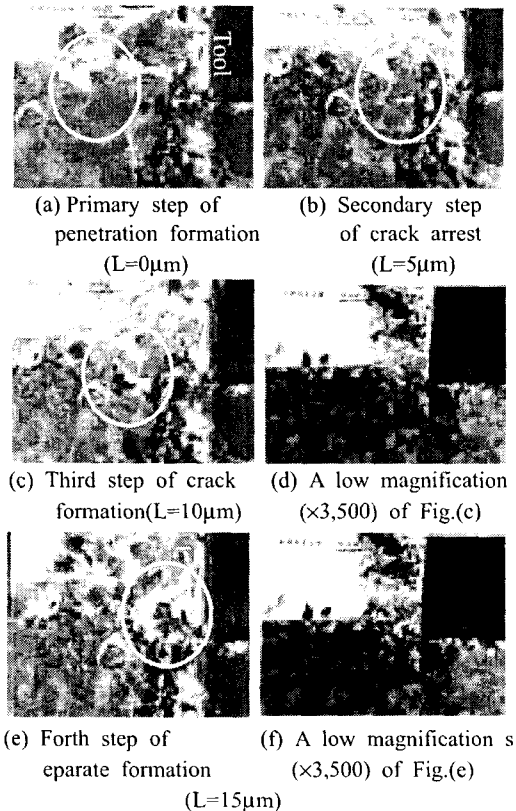 Tool
(a) Primary step of
penetration formation
(L=0μm)
(b) Secondary step
of crack arrest
(L=5μm)
(c) Third step of crack
formation(L=10μm)
(d) A low magnification
(×3,500) of Fig.(c)
(e) Forth step of
eparate formation
(L=15μm)
(f) A low magnification s
(×3,500) of Fig.(e)